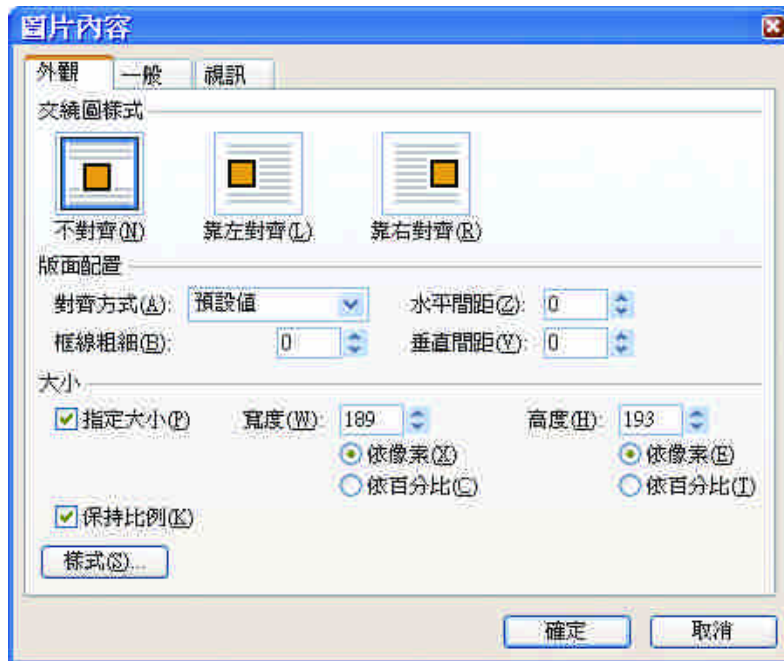 圖片內容
外觀 一般 視訊
交繞圖樣式
不對齊(N) 靠左對齊(L) 靠右對齊(R)
版面配置
對齊方式(A): 預設值 水平間距(Z): 0
框線粗細(B): 0 垂直間距(Y): 0
大小
指定大小(P) 寬度(W): 189 高度(H): 193
依像素(X) 依像素(E)
依百分比(C) 依百分比(T)
保持比例(K)
樣式(S)...
確定 取消